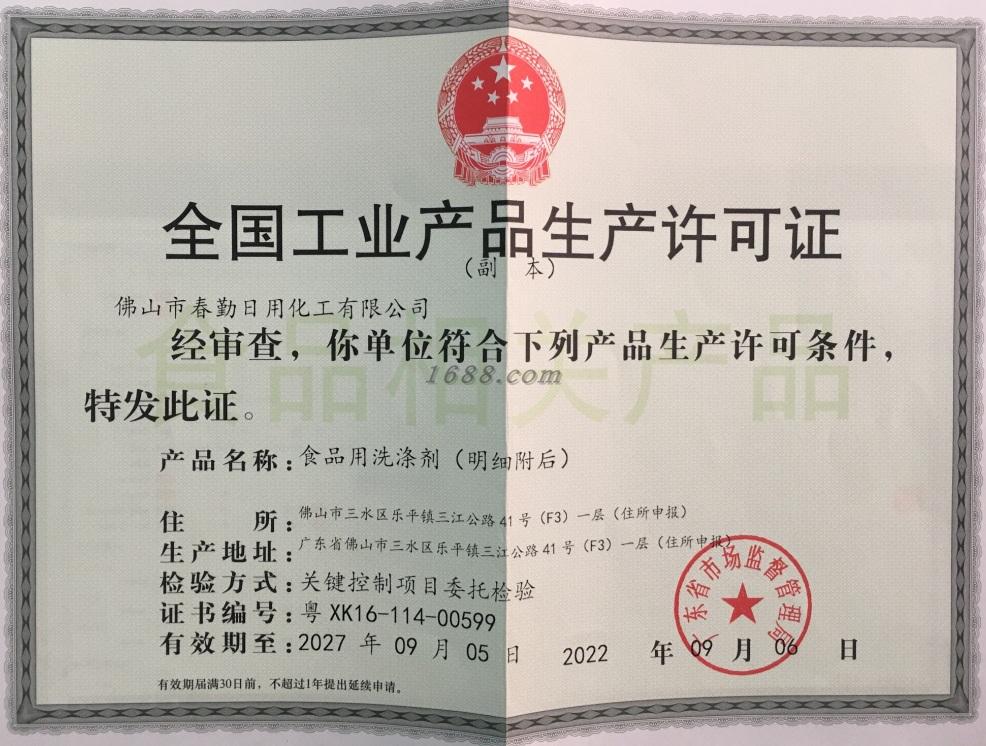 全国工业产品生产许可证
（副 本）
佛山市春勤日用化工有限公司
食品相关产品
经审查，你单位符合下列产品生产许可条件，
1688.com
特发此证。
产品名称：食品用洗涤剂（明细附后）
住 所：佛山市三水区乐平镇三江公路41号（F3）一层（住所申报）
生产地址：广东省佛山市三水区乐平镇三江公路41号（F3）一层（住所申报）
检验方式：关键控制项目委托检验
证书编号：粤 XK16-114-00599
有效期至：2027 年 09 月 05 日 2022 年 09 月 06 日
广东省市场监督管理局
有效期届满30日前，不超过1年提出延续申请。